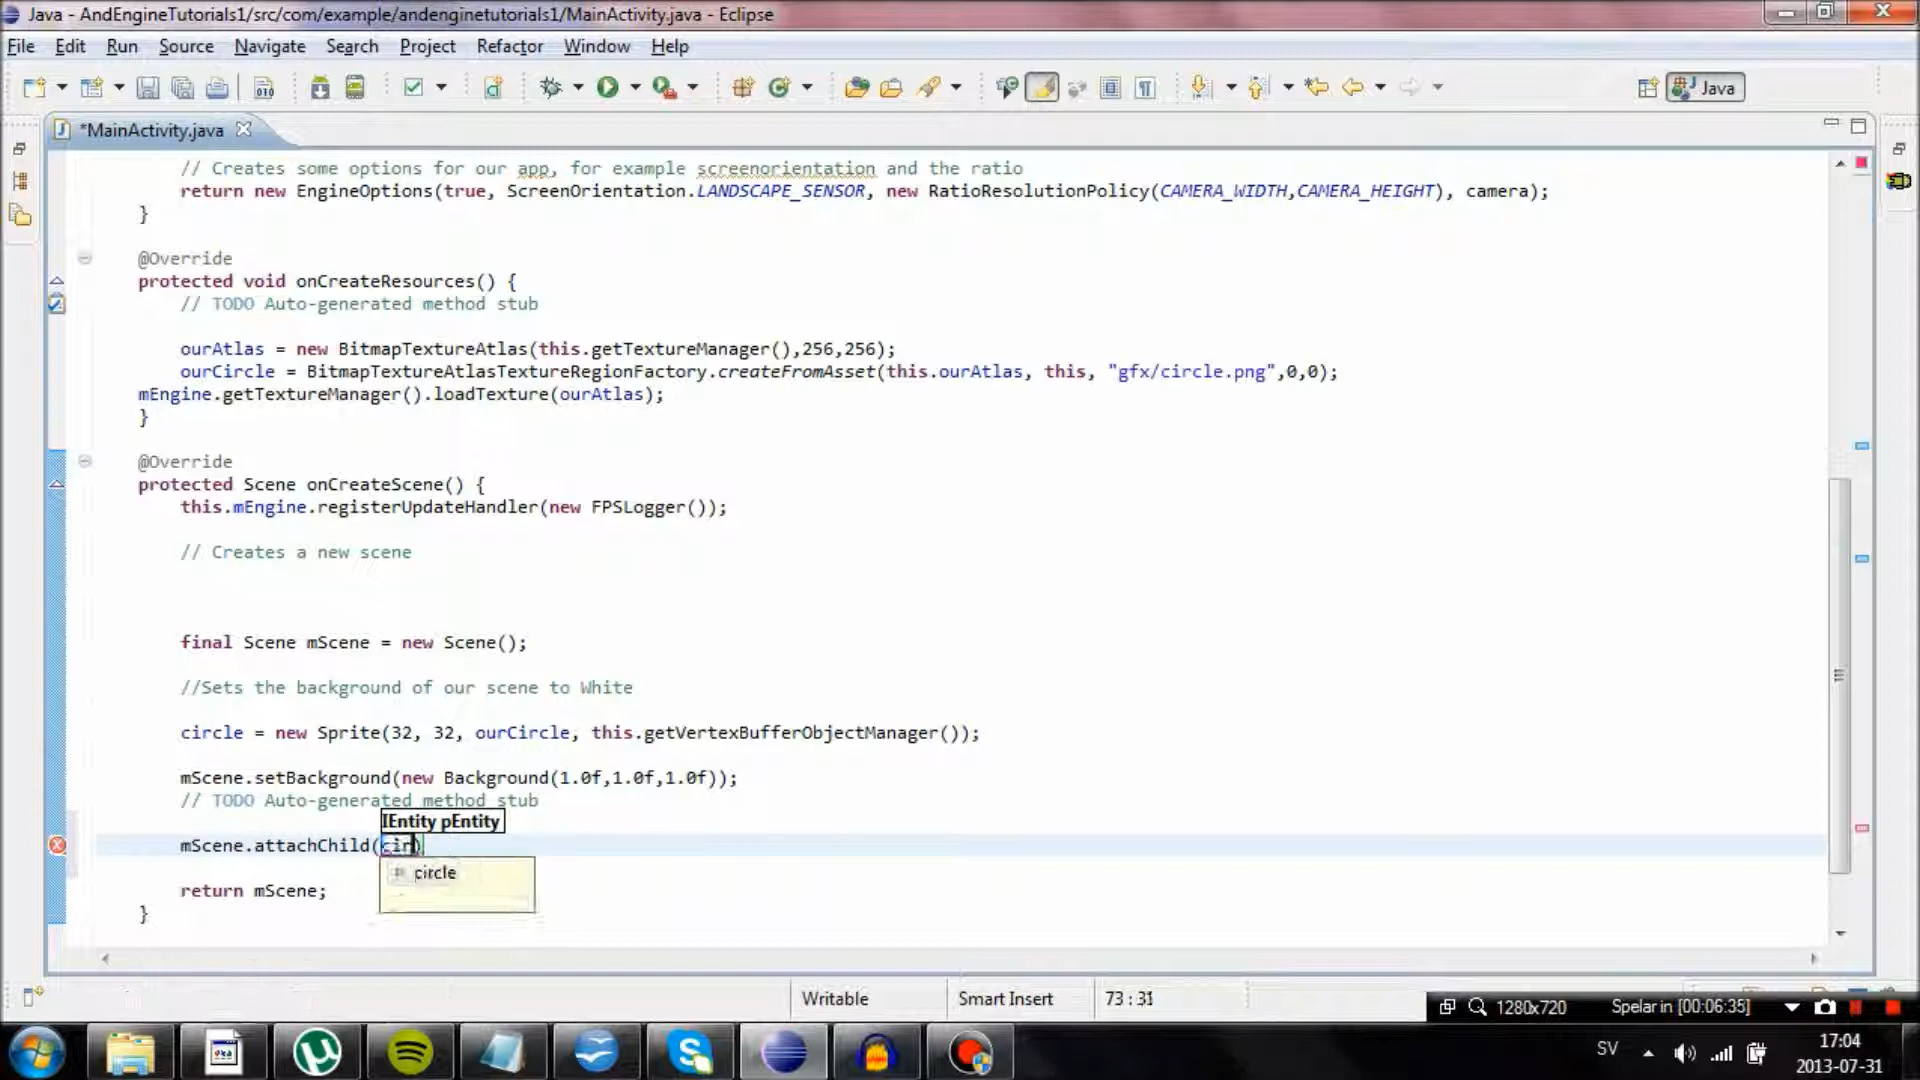 Java - AndEngineTutorials1/src/com/example/andenginetutorials1/MainActivity.java - Eclipse
File Edit Run Source Navigate Search Project Refactor Window Help
Java
*MainActivity.java
// Creates some options for our app, for example screenorientation and the ratio
return new EngineOptions(true, ScreenOrientation.LANDSCAPE_SENSOR, new RatioResolutionPolicy(CAMERA_WIDTH,CAMERA_HEIGHT), camera);
}
@Override
protected void onCreateResources() {
// TODO Auto-generated method stub
ourAtlas = new BitmapTextureAtlas(this.getTextureManager(),256,256);
ourCircle = BitmapTextureAtlasTextureRegionFactory.createFromAsset(this.ourAtlas, this, "gfx/circle.png",0,0);
mEngine.getTextureManager().loadTexture(ourAtlas);
}
@Override
protected Scene onCreateScene() {
this.mEngine.registerUpdateHandler(new FPSLogger());
// Creates a new scene
final Scene mScene = new Scene();
//Sets the background of our scene to White
circle = new Sprite(32, 32, ourCircle, this.getVertexBufferObjectManager());
mScene.setBackground(new Background(1.0f,1.0f,1.0f));
// TODO Auto-generated method stub
IEntity pEntity
mScene.attachChild(cir)
circle
return mScene;
}
Writable Smart Insert 73 : 31
1280x720 Spelar in [00:06:35]
SV 17:04
2013-07-31